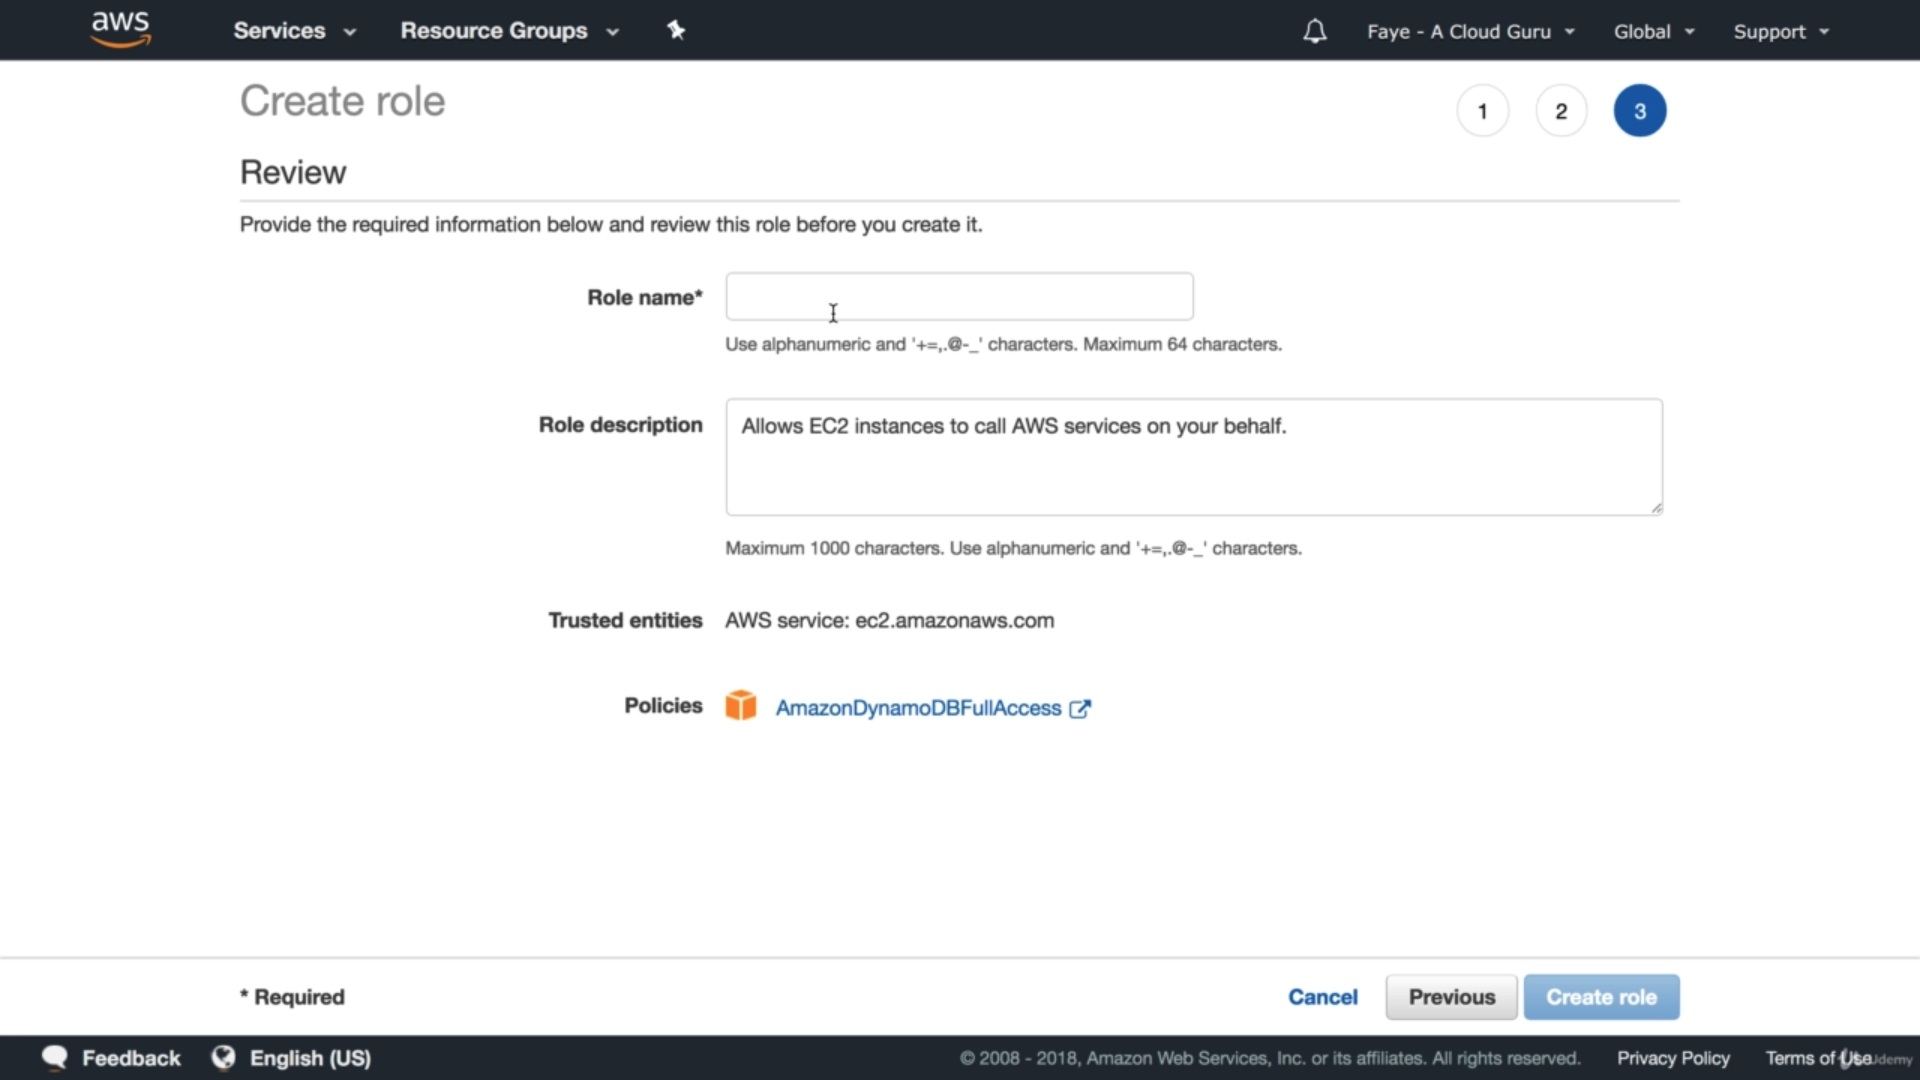 aws Services Resource Groups Faye - A Cloud Guru Global Support
Create role 1 2 3
Review
Provide the required information below and review this role before you create it.
Role name*
Use alphanumeric and '+=,.@-_' characters. Maximum 64 characters.
Role description Allows EC2 instances to call AWS services on your behalf.
Maximum 1000 characters. Use alphanumeric and '+=,.@-_' characters.
Trusted entities AWS service: ec2.amazonaws.com
Policies AmazonDynamoDBFullAccess
* Required Cancel Previous Create role
Feedback English (US) © 2008 - 2018, Amazon Web Services, Inc. or its affiliates. All rights reserved. Privacy Policy Terms of Use Udemy